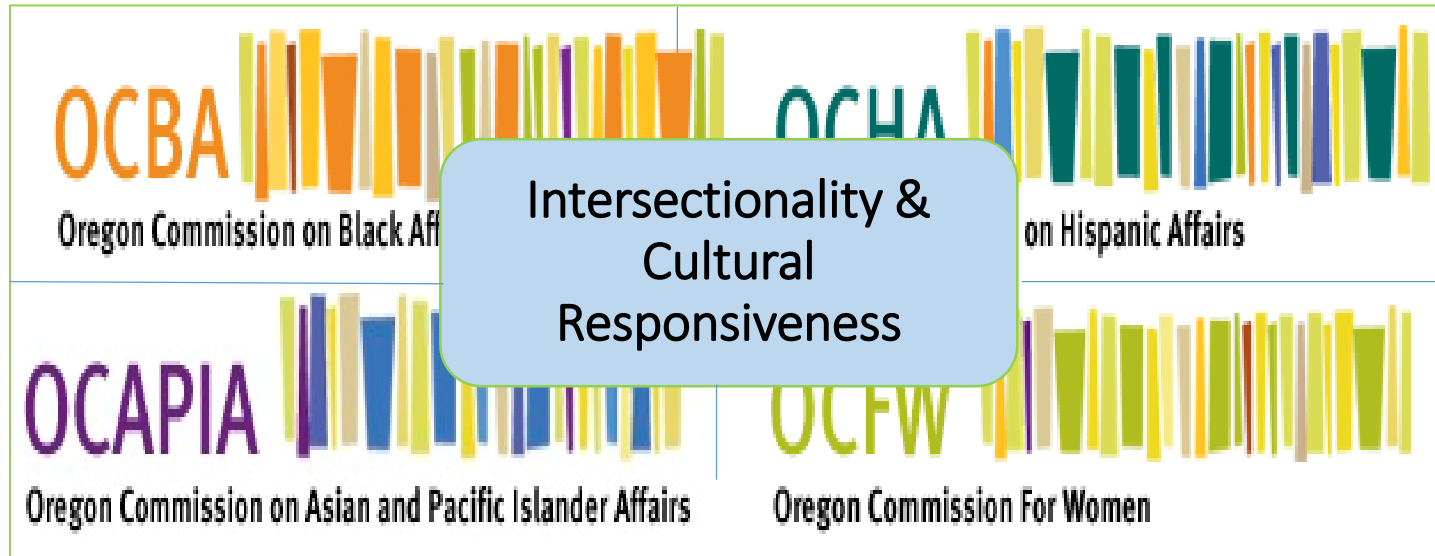 OCBA
Oregon Commission on Black Aff
OCHA
on Hispanic Affairs
Intersectionality &
Cultural
Responsiveness
OCAPIA
Oregon Commission on Asian and Pacific Islander Affairs
OCFW
Oregon Commission For Women